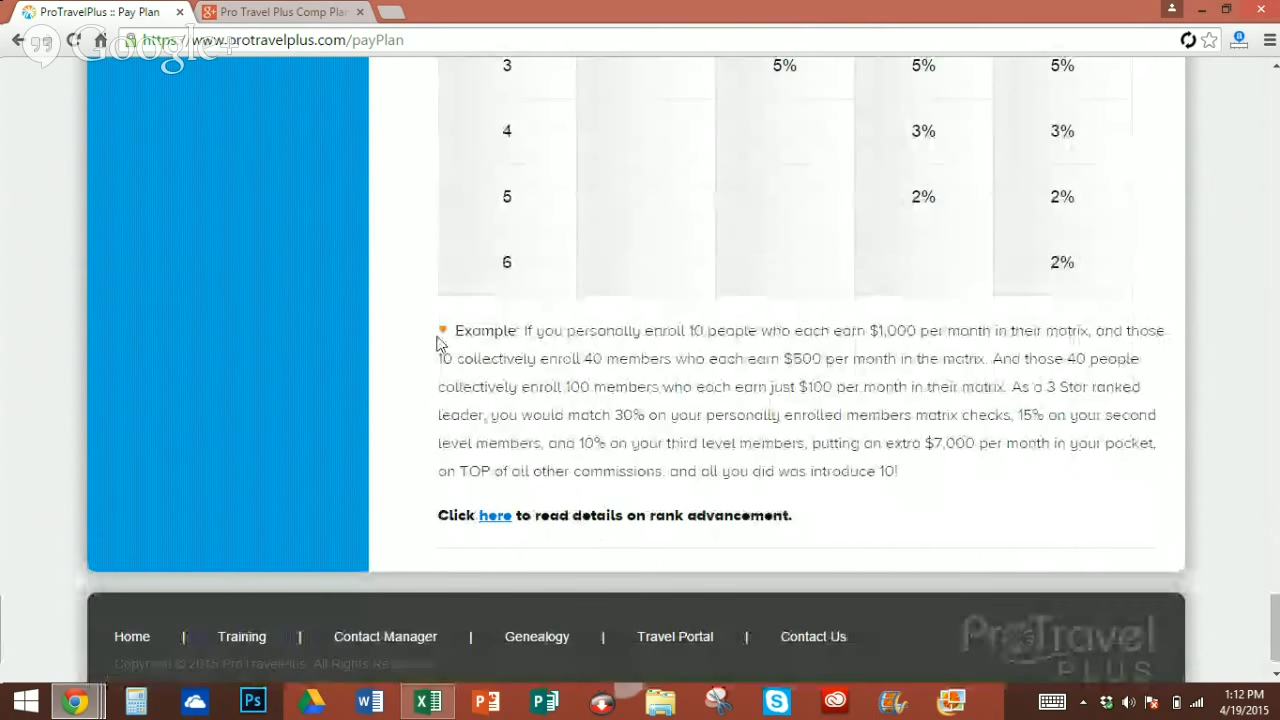 ProTravelPlus :: Pay Plan
Pro Travel Plus Comp Plan
Google+
https://www.protravelplus.com/payPlan
3 5% 5% 5%
4 3% 3%
5 2% 2%
6 2%
Example: If you personally enroll 10 people who each earn $1,000 per month in their matrix, and those
10 collectively enroll 40 members who each earn $500 per month in the matrix. And those 40 people
collectively enroll 100 members who each earn just $100 per month in their matrix. As a 3 Star ranked
leader, you would match 30% on your personally enrolled members matrix checks, 15% on your second
level members, and 10% on your third level members, putting an extra $7,000 per month in your pocket,
on TOP of all other commissions. and all you did was introduce 10!
Click here to read details on rank advancement.
Home | Training | Contact Manager | Genealogy | Travel Portal | Contact Us
Copyright © 2015 ProTravelPlus. All Rights Reserved
ProTravel
PLUS
1:12 PM
4/19/2015